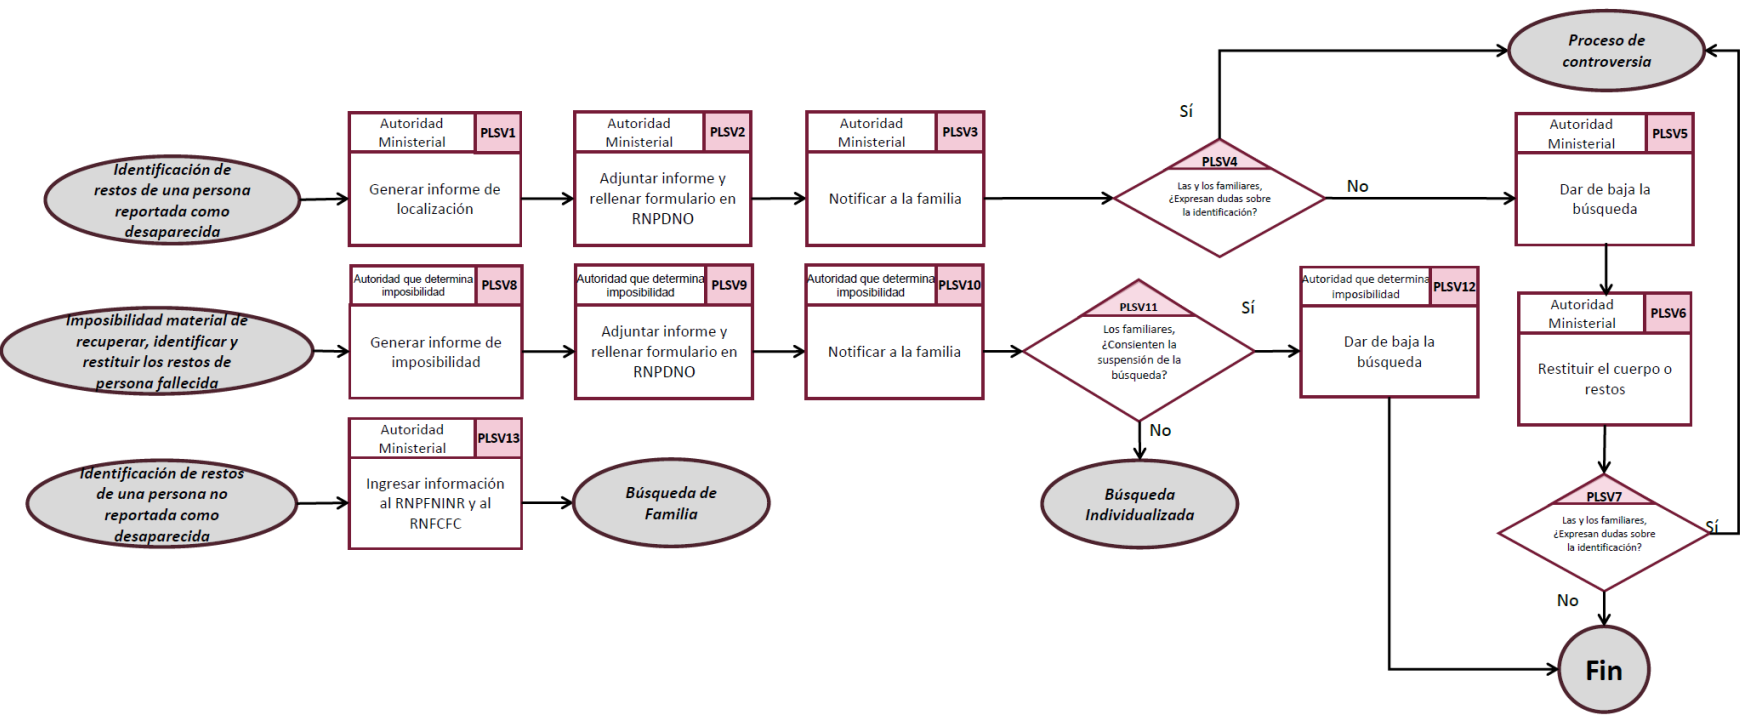 Proceso de
controversia
Sí
Autoridad
Ministerial
PLSV1
Generar informe de
localización
Autoridad
Ministerial
PLSV2
Adjuntar informe y
rellenar formulario en
RNPDNO
Autoridad
Ministerial
PLSV3
Notificar a la familia
PLSV4
Las y los familiares,
¿Expresan dudas sobre
la identificación?
No
Autoridad
Ministerial
PLSV5
Dar de baja la
búsqueda
Identificación de
restos de una persona
reportada como
desaparecida
Imposibilidad material de
recuperar, identificar y
restituir los restos de
persona fallecida
Autoridad que determina
imposibilidad
PLSV8
Generar informe de
imposibilidad
Autoridad que determina
imposibilidad
PLSV9
Adjuntar informe y
rellenar formulario en
RNPDNO
Autoridad que determina
imposibilidad
PLSV10
Notificar a la familia
PLSV11
Los familiares,
¿Consienten la
suspensión de la
búsqueda?
Sí
No
Autoridad que determina
imposibilidad
PLSV12
Dar de baja la
búsqueda
Autoridad
Ministerial
PLSV6
Restituir el cuerpo o
restos
Identificación de restos
de una persona no
reportada como
desaparecida
Autoridad
Ministerial
PLSV13
Ingresar información
al RNPFNINR y al
RNFCFC
Búsqueda de
Familia
Búsqueda
Individualizada
PLSV7
Las y los familiares,
¿Expresan dudas sobre
la identificación?
Sí
No
Fin